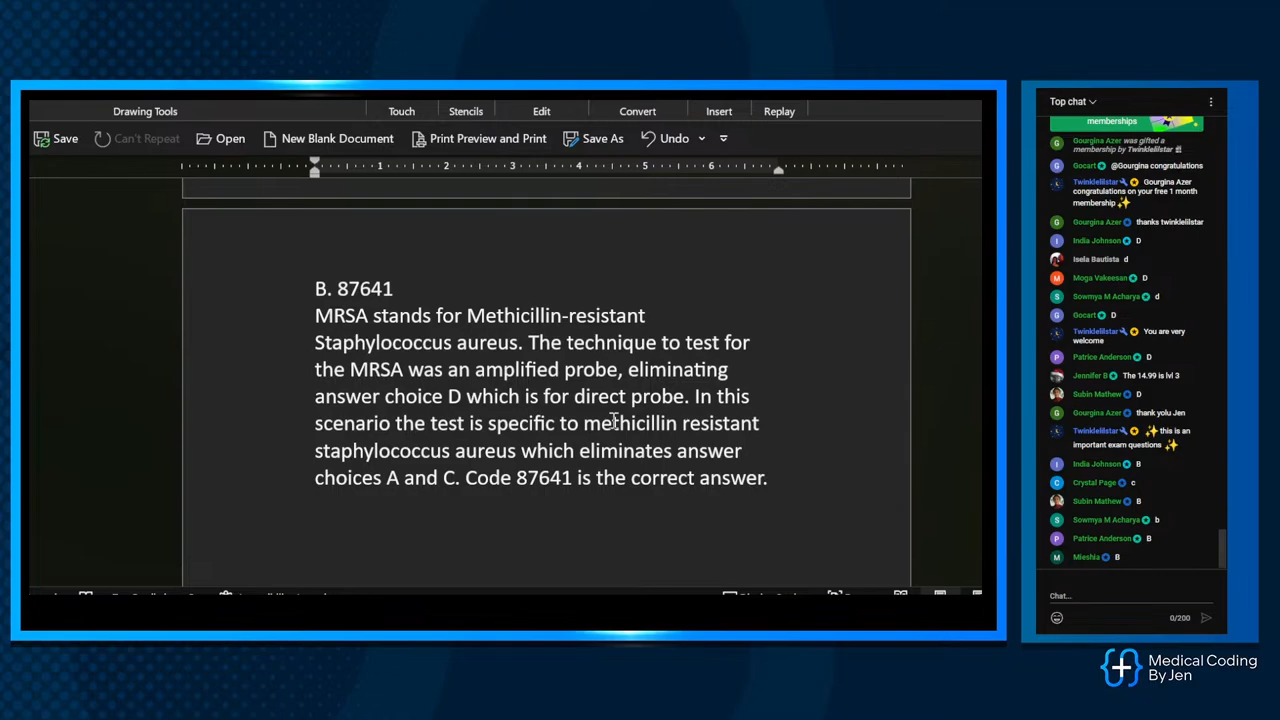 Drawing Tools
Touch
Stencils
Edit
Convert
Insert
Replay
Save
Can't Repeat
Open
New Blank Document
Print Preview and Print
Save As
Undo
1 2 3 4 5 6
B. 87641
MRSA stands for Methicillin-resistant
Staphylococcus aureus. The technique to test for
the MRSA was an amplified probe, eliminating
answer choice D which is for direct probe. In this
scenario the test is specific to methicillin resistant
staphylococcus aureus which eliminates answer
choices A and C. Code 87641 is the correct answer.
Top chat
memberships
Gourgina Azer was gifted a
membership by Twinklelilstar
G Gocart @Gourgina congratulations
Twinklelilstar Gourgina Azer
congratulations on your free 1 month
membership
G Gourgina Azer thanks twinklelilstar
I India Johnson D
Isela Bautista d
M Moga Vakeesan D
S Sowmya M Acharya d
G Gocart D
Twinklelilstar You are very
welcome
P Patrice Anderson D
Jennifer B The 14.99 is lvl 3
Subin Mathew D
G Gourgina Azer thank yolu Jen
Twinklelilstar this is an
important exam questions
I India Johnson B
C Crystal Page c
Subin Mathew B
S Sowmya M Acharya b
P Patrice Anderson B
M Mieshia B
Chat...
0/200
Medical Coding
By Jen